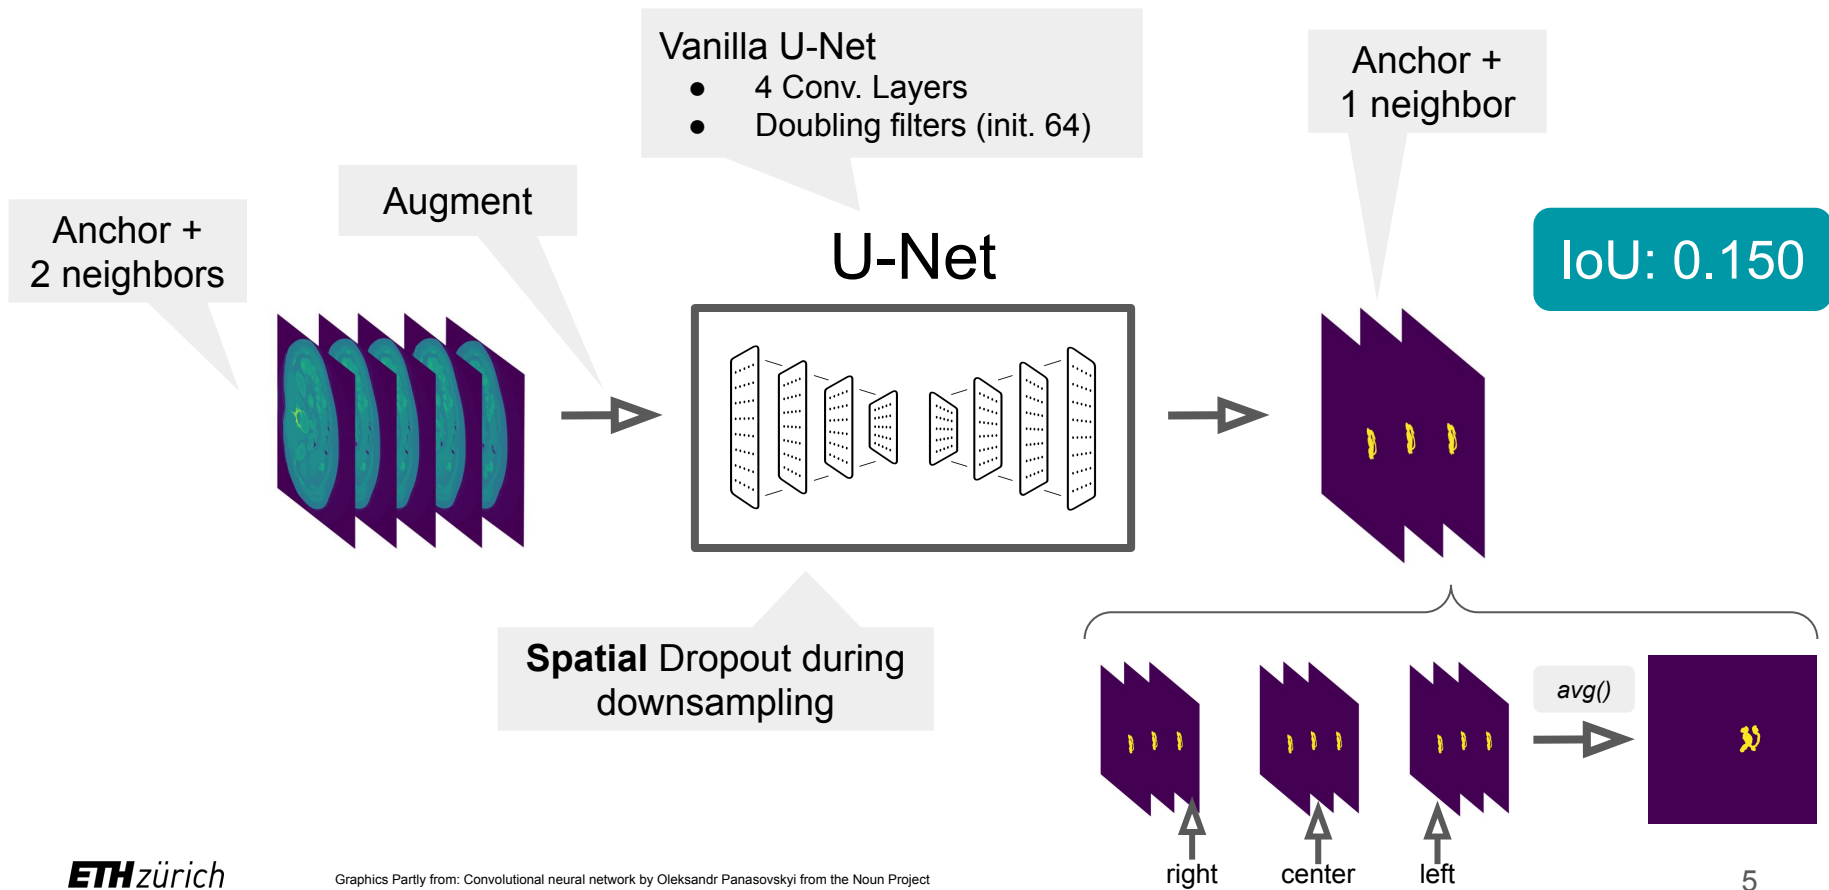 Vanilla U-Net
● 4 Conv. Layers
● Doubling filters (init. 64)
Anchor +
1 neighbor
Augment
Anchor +
2 neighbors
U-Net
IoU: 0.150
Spatial Dropout during
downsampling
avg()
right
center
left
ETH zürich
Graphics Partly from: Convolutional neural network by Oleksandr Panasovskyi from the Noun Project
5